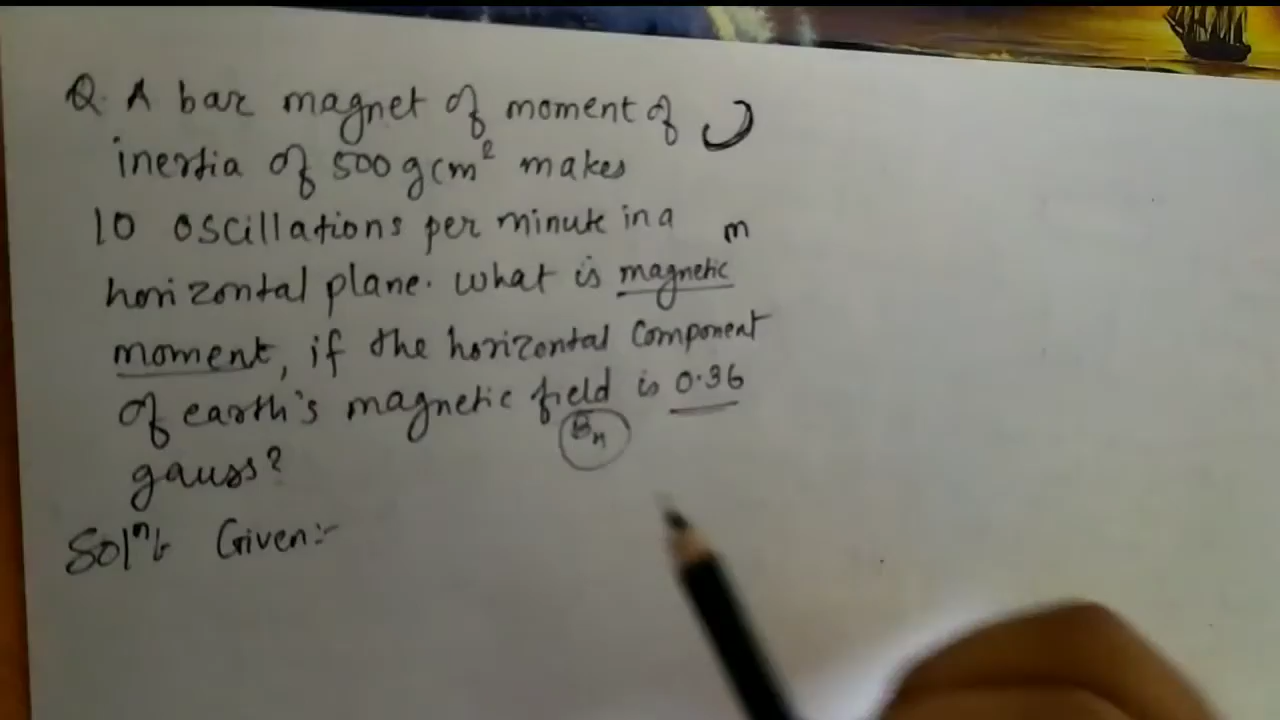 Q. A bar magnet of moment of
inertia of 500 gcm² makes
10 oscillations per minute in a
m
horizontal plane. What is magnetic
moment, if the horizontal component
of earth's magnetic field is 0.36
BH
gauss?
Solⁿ:- Given:-